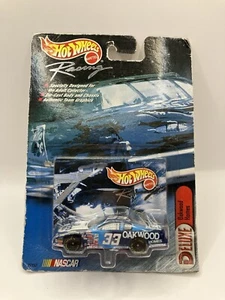 HOT WHEELS
Racing
Specially Designed for
the Adult Collector
Die-Cast Body and Chassis
Authentic Team Graphics
HOT WHEELS
33
OAKWOOD
HOMES
DELUXE
NASCAR